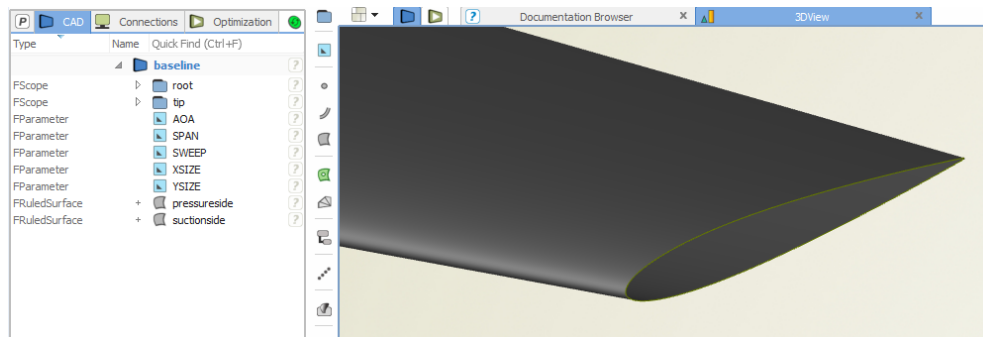 P CAD Connections Optimization
? Documentation Browser x 3DView x
Type Name Quick Find (Ctrl+F)
baseline ?
FScope root ?
FScope tip ?
FParameter AOA ?
FParameter SPAN ?
FParameter SWEEP ?
FParameter XSIZE ?
FParameter YSIZE ?
FRuledSurface + pressureside ?
FRuledSurface + suctionside ?